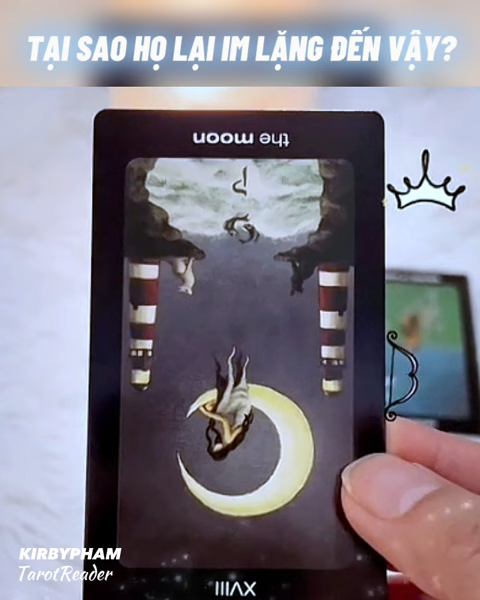 TẠI SAO HỌ LẠI IM LẶNG ĐẾN VẬY?
the moon
XVIII
KIRBYPHAM
TarotReader